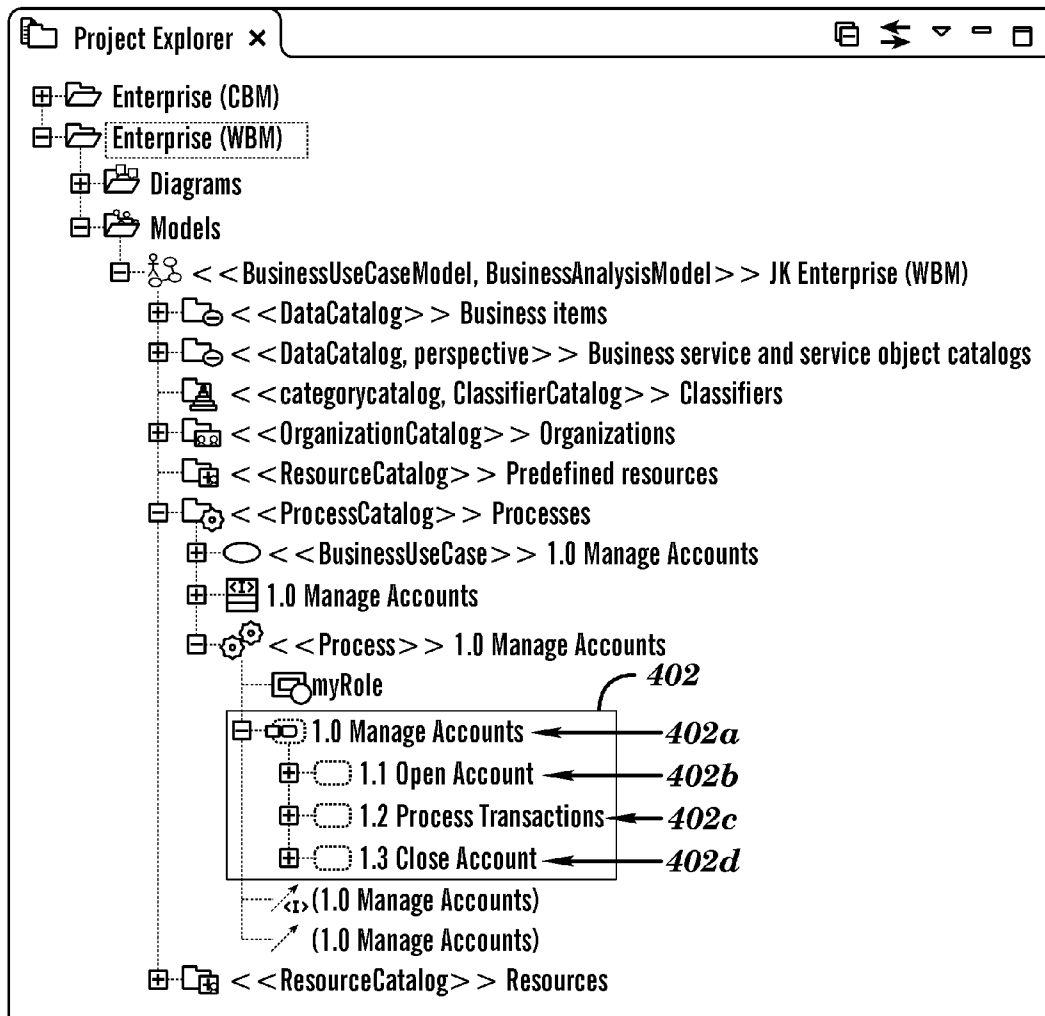 Project Explorer ×
Enterprise (CBM)
Enterprise (WBM)
Diagrams
Models
<<BusinessUseCaseModel, BusinessAnalysisModel>> JK Enterprise (WBM)
<<DataCatalog>> Business items
<<DataCatalog, perspective>> Business service and service object catalogs
<<categorycatalog, ClassifierCatalog>> Classifiers
<<OrganizationCatalog>> Organizations
<<ResourceCatalog>> Predefined resources
<<ProcessCatalog>> Processes
<<BusinessUseCase>> 1.0 Manage Accounts
<I> 1.0 Manage Accounts
<<Process>> 1.0 Manage Accounts
myRole 402
1.0 Manage Accounts 402a
1.1 Open Account 402b
1.2 Process Transactions 402c
1.3 Close Account 402d
<I> (1.0 Manage Accounts)
(1.0 Manage Accounts)
<<ResourceCatalog>> Resources